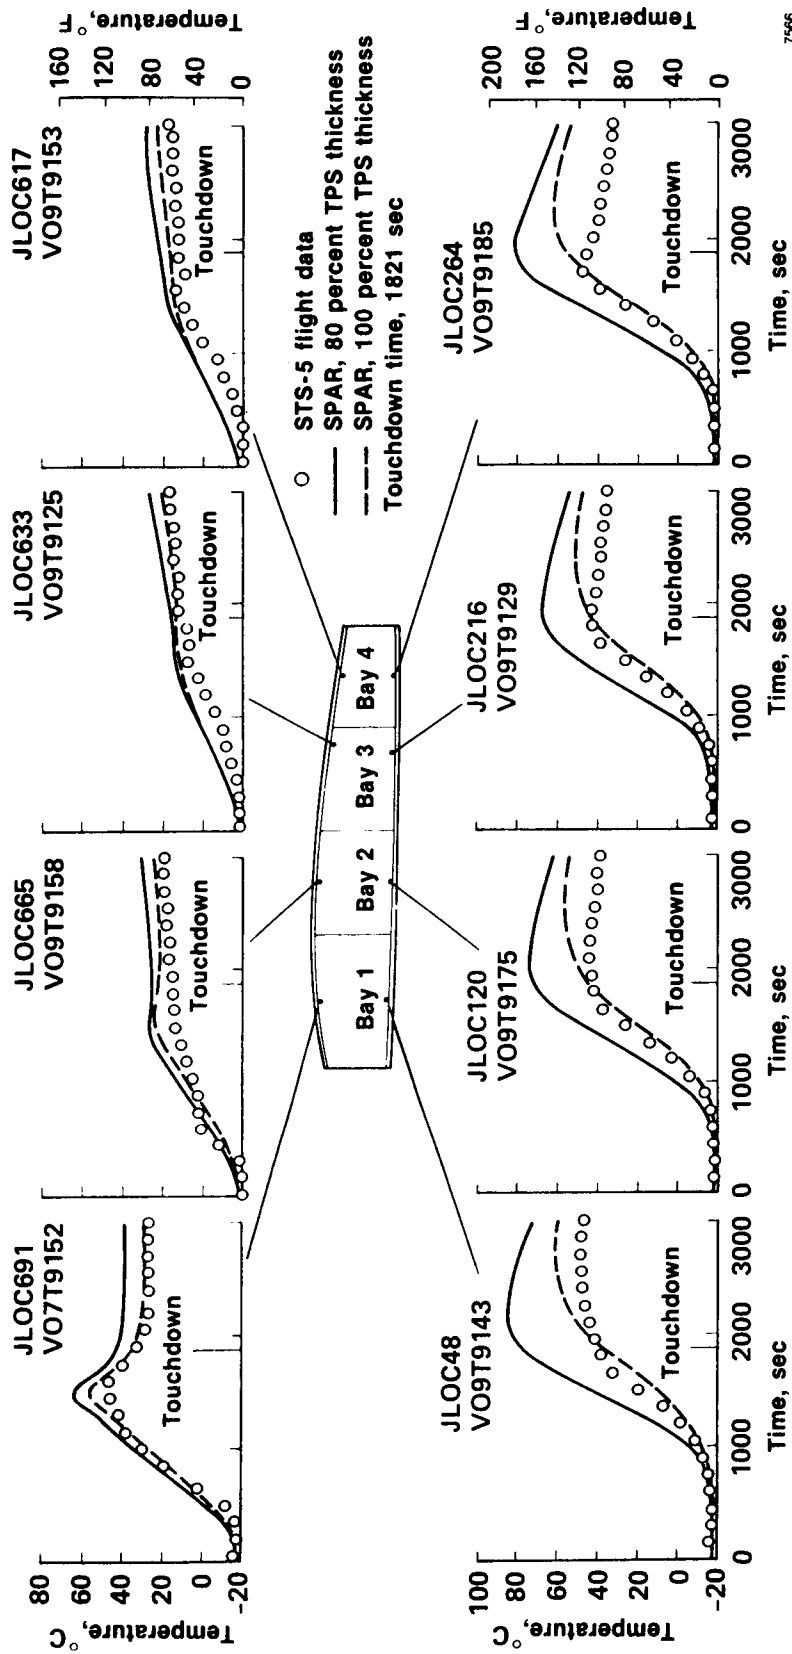 JLOC691
VO7T9152
JLOC665
VO9T9158
JLOC633
VO9T9125
JLOC617
VO9T9153
Temperature, °C
80
60
40
20
0
-20
Touchdown
Touchdown
Touchdown
Touchdown
160
120
80
40
0
Temperature, °F
Bay 1
Bay 2
Bay 3
Bay 4
STS-5 flight data
SPAR, 80 percent TPS thickness
SPAR, 100 percent TPS thickness
Touchdown time, 1821 sec
JLOC48
VO9T9143
JLOC120
VO9T9175
JLOC216
VO9T9129
JLOC264
VO9T9185
Temperature, °C
100
80
60
40
20
0
-20
Touchdown
Touchdown
Touchdown
Touchdown
200
160
120
80
40
0
Temperature, °F
0 1000 2000 3000
0 1000 2000 3000
0 1000 2000 3000
0 1000 2000 3000
Time, sec
Time, sec
Time, sec
Time, sec
7566